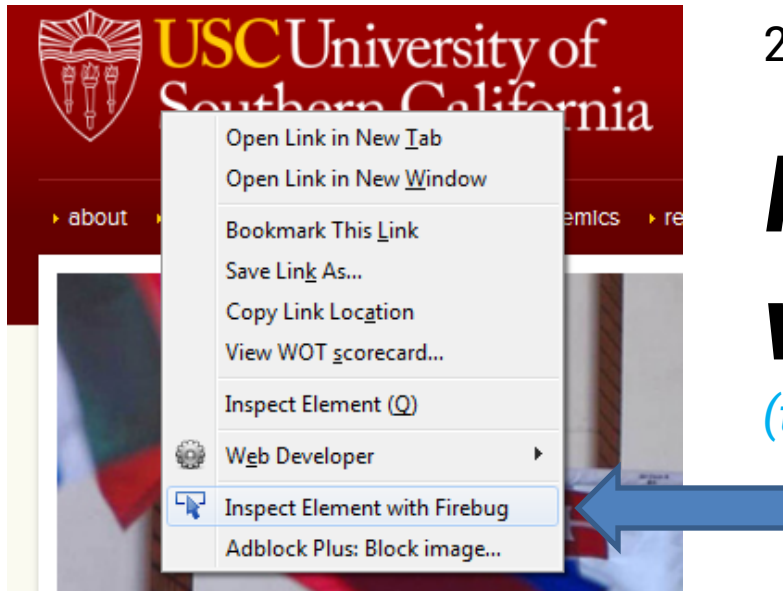 USC University of
Southern California
2
about
emics
re
Open Link in New Tab
Open Link in New Window
Bookmark This Link
Save Link As...
Copy Link Location
View WOT scorecard...
Inspect Element (Q)
Web Developer
Inspect Element with Firebug
Adblock Plus: Block image...